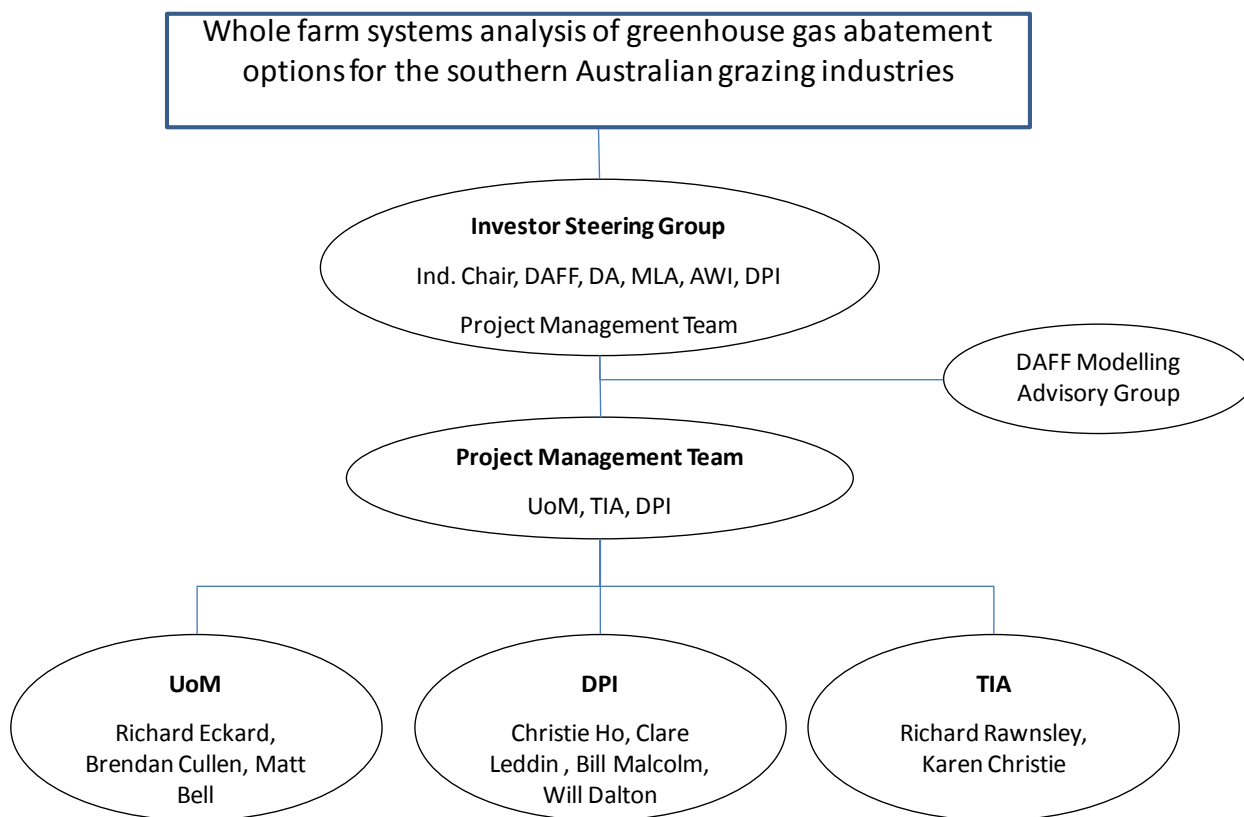 Whole farm systems analysis of greenhouse gas abatement
options for the southern Australian grazing industries
Investor Steering Group
Ind. Chair, DAFF, DA, MLA, AWI, DPI
Project Management Team
DAFF Modelling
Advisory Group
Project Management Team
UoM, TIA, DPI
UoM
Richard Eckard,
Brendan Cullen, Matt
Bell
DPI
Christie Ho, Clare
Leddin , Bill Malcolm,
Will Dalton
TIA
Richard Rawnsley,
Karen Christie